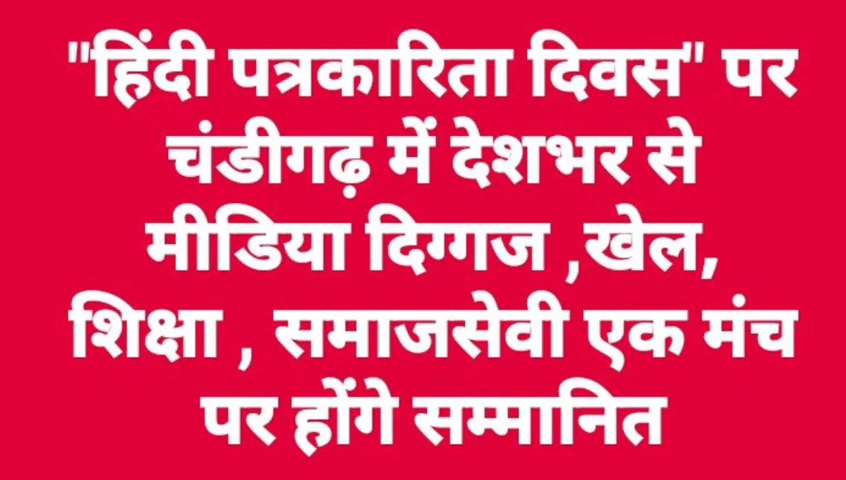 "हिंदी पत्रकारिता दिवस" पर
चंडीगढ़ में देशभर से
मीडिया दिग्गज ,खेल,
शिक्षा , समाजसेवी एक मंच
पर होंगे सम्मानित